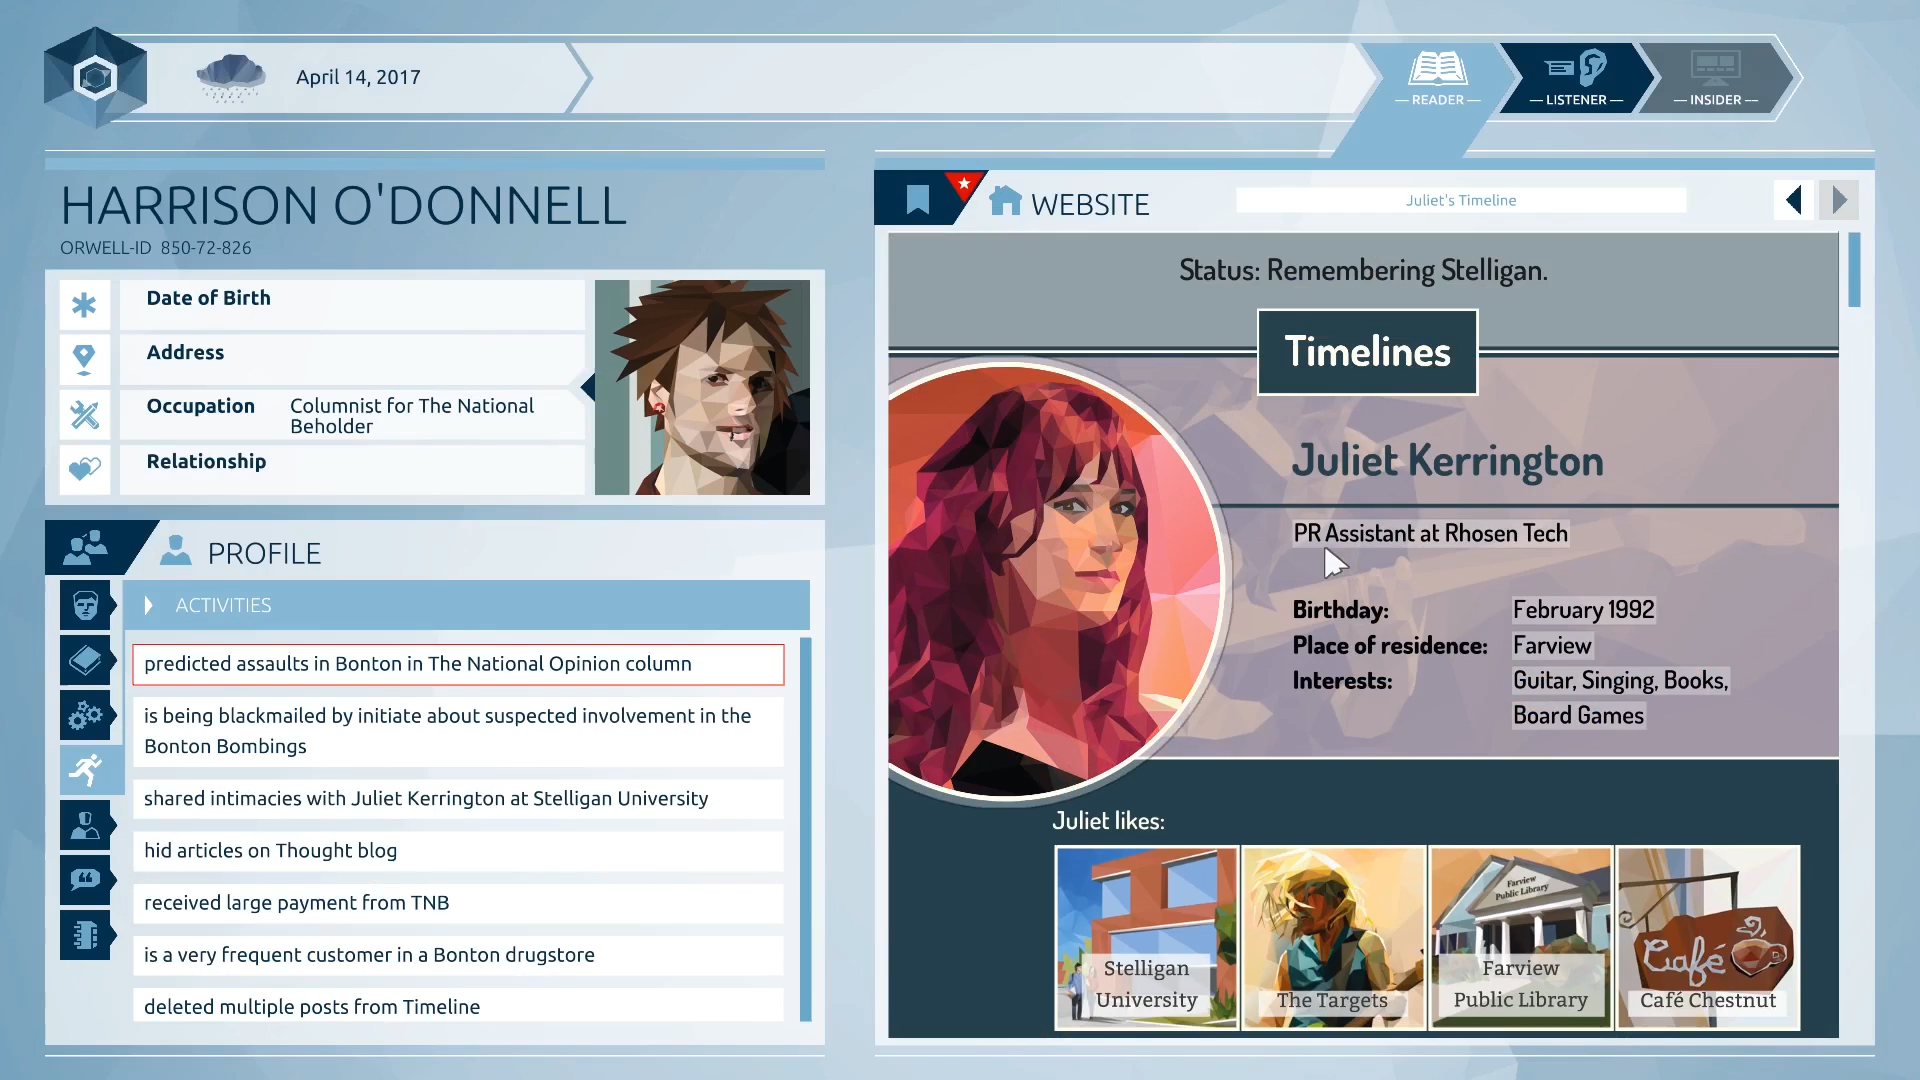 April 14, 2017
READER
LISTENER
INSIDER
HARRISON O'DONNELL
ORWELL-ID 850-72-826
Date of Birth
Address
Occupation Columnist for The National
Beholder
Relationship
PROFILE
ACTIVITIES
predicted assaults in Bonton in The National Opinion column
is being blackmailed by initiate about suspected involvement in the
Bonton Bombings
shared intimacies with Juliet Kerrington at Stelligan University
hid articles on Thought blog
received large payment from TNB
is a very frequent customer in a Bonton drugstore
deleted multiple posts from Timeline
WEBSITE
Juliet's Timeline
Status: Remembering Stelligan.
Timelines
Juliet Kerrington
PR Assistant at Rhosen Tech
Birthday: February 1992
Place of residence: Farview
Interests: Guitar, Singing, Books,
Board Games
Juliet likes:
Stelligan
University
The Targets
Farview
Public Library
Farview
Public Library
Café
Café Chestnut